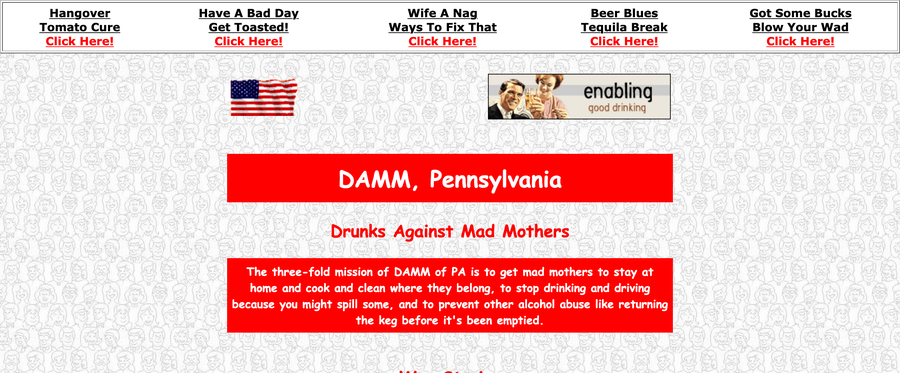 Hangover
Tomato Cure
Click Here!
Have A Bad Day
Get Toasted!
Click Here!
Wife A Nag
Ways To Fix That
Click Here!
Beer Blues
Tequila Break
Click Here!
Got Some Bucks
Blow Your Wad
Click Here!
enabling
good drinking
DAMM, Pennsylvania
Drunks Against Mad Mothers
The three-fold mission of DAMM of PA is to get mad mothers to stay at
home and cook and clean where they belong, to stop drinking and driving
because you might spill some, and to prevent other alcohol abuse like returning
the keg before it's been emptied.